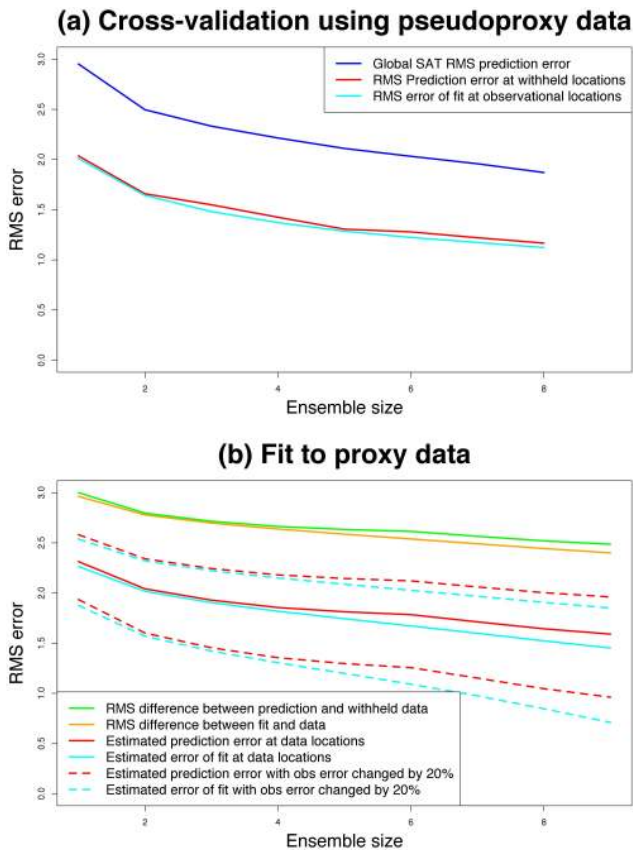 (a) Cross-validation using pseudoproxy data
Global SAT RMS prediction error
RMS Prediction error at withheld locations
RMS error of fit at observational locations
RMS error
3.0
2.5
2.0
1.5
1.0
0.5
0.0
2
4
6
8
Ensemble size
(b) Fit to proxy data
RMS error
3.0
2.5
2.0
1.5
1.0
0.5
0.0
RMS difference between prediction and withheld data
RMS difference between fit and data
Estimated prediction error at data locations
Estimated error of fit at data locations
Estimated prediction error with obs error changed by 20%
Estimated error of fit with obs error changed by 20%
2
4
6
8
Ensemble size